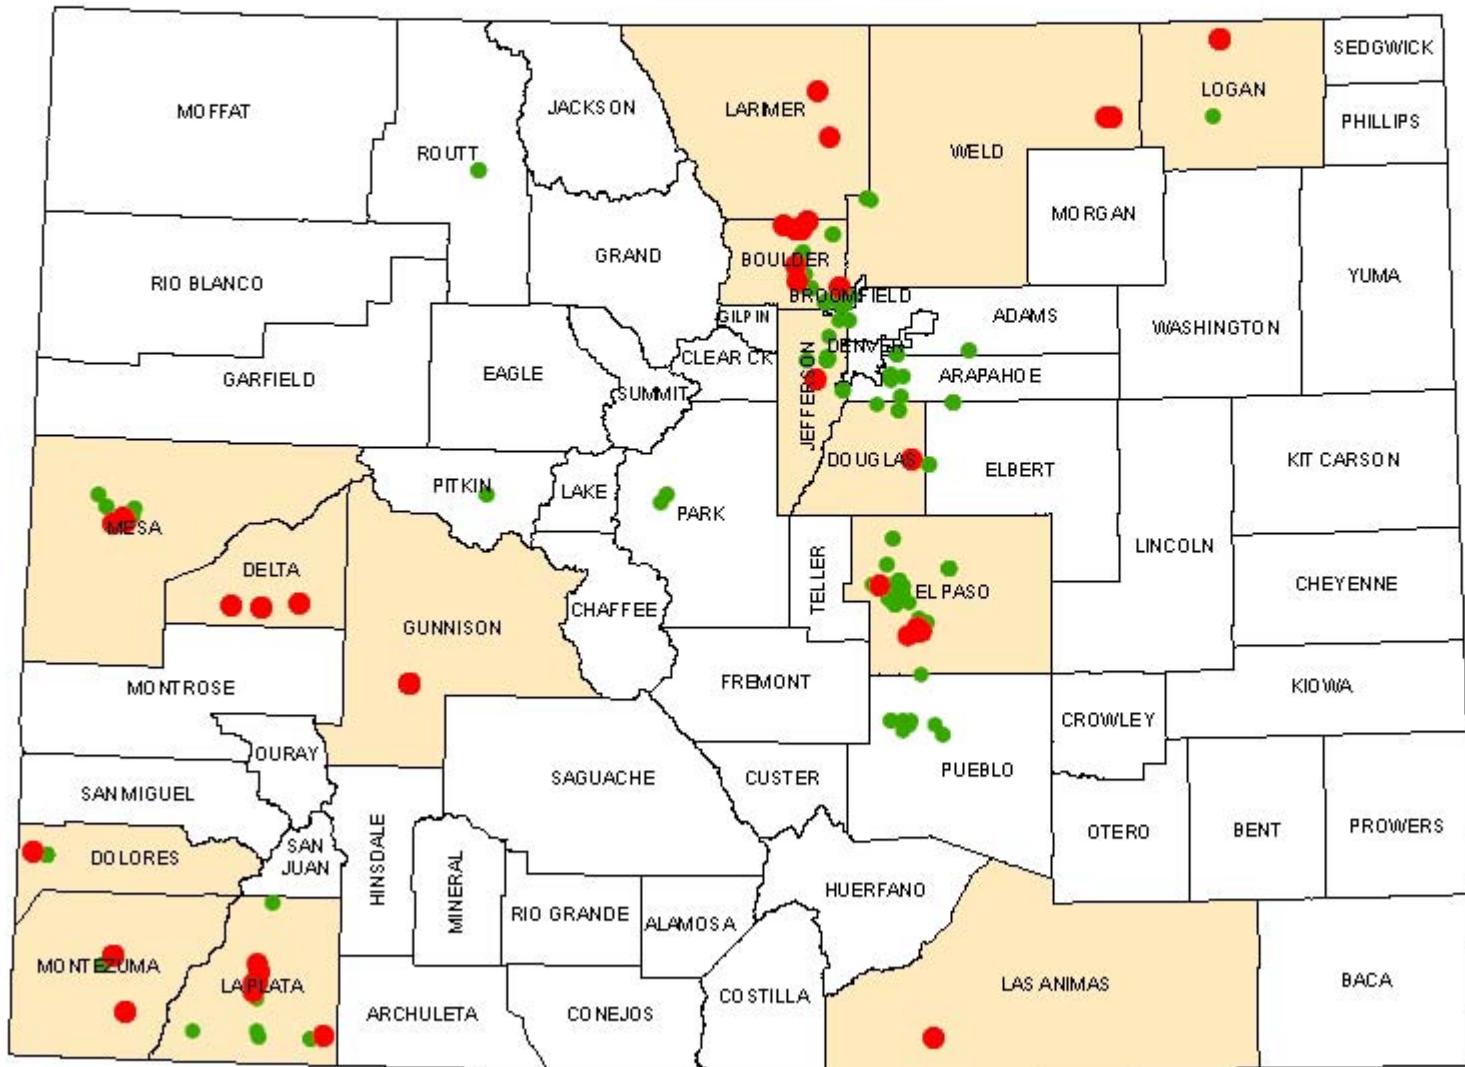 SEDGWICK
LOGAN
MOFFAT
JACKSON
LARIMER
PHILLIPS
ROUTT
WELD
MORGAN
GRAND
BOULDER
YUMA
RIO BLANCO
BROOMFIELD
GILPIN
ADAMS
WASHINGTON
CLEAR CK
DENVER
GARFIELD
EAGLE
ARAPAHOE
SUMMIT
JEFFERSON
DOUGLAS
ELBERT
KIT CARSON
PITKIN
LAKE
PARK
MESA
LINCOLN
DELTA
TELLER
EL PASO
CHEYENNE
CHAFFEE
GUNNISON
MONTROSE
FREMONT
KIOWA
CROWLEY
OURAY
SAGUACHE
CUSTER
PUEBLO
SAN MIGUEL
OTERO
BENT
PROWERS
DOLORES
SAN
JUAN
HINSDALE
MINERAL
HUERFANO
RIO GRANDE
ALAMOSA
MONTEZUMA
LA PLATA
LAS ANIMAS
BACA
COSTILLA
ARCHULETA
CONEJOS